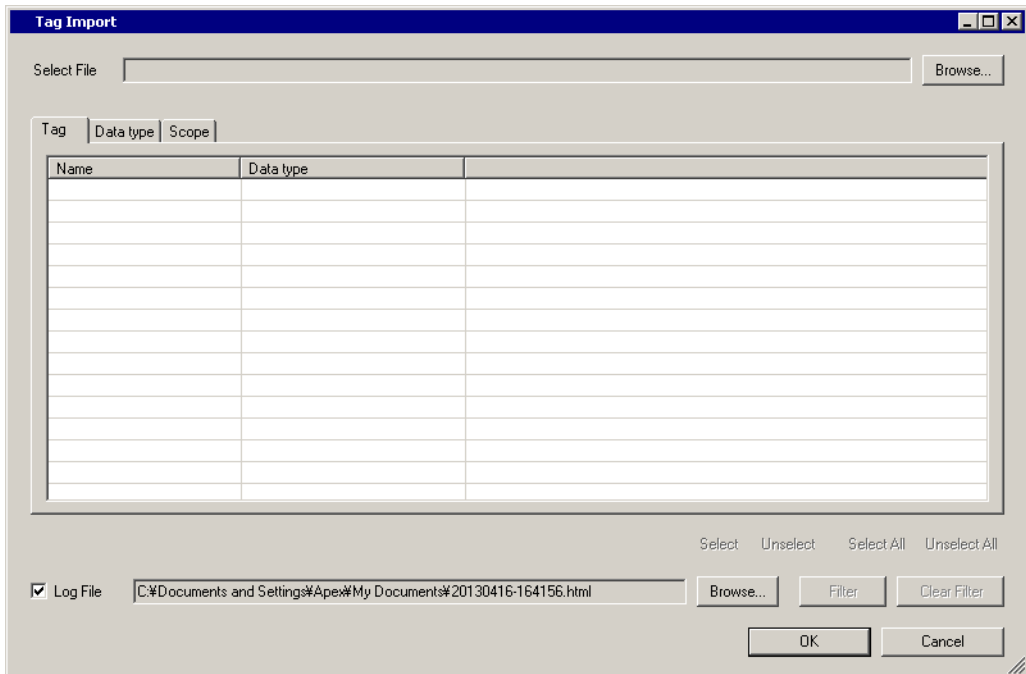 Tag Import
Select File Browse...
Tag Data type Scope
Name Data type
Select Unselect Select All Unselect All
Log File C:¥Documents and Settings¥Apex¥My Documents¥20130416-164156.html Browse... Filter Clear Filter
OK Cancel